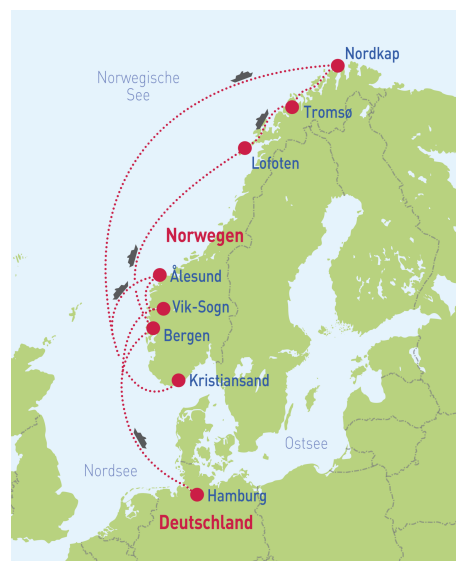 Nordkap
Norwegische
See
Tromsø
Lofoten
Norwegen
Ålesund
Vik-Sogn
Bergen
Kristiansand
Ostsee
Nordsee
Hamburg
Deutschland